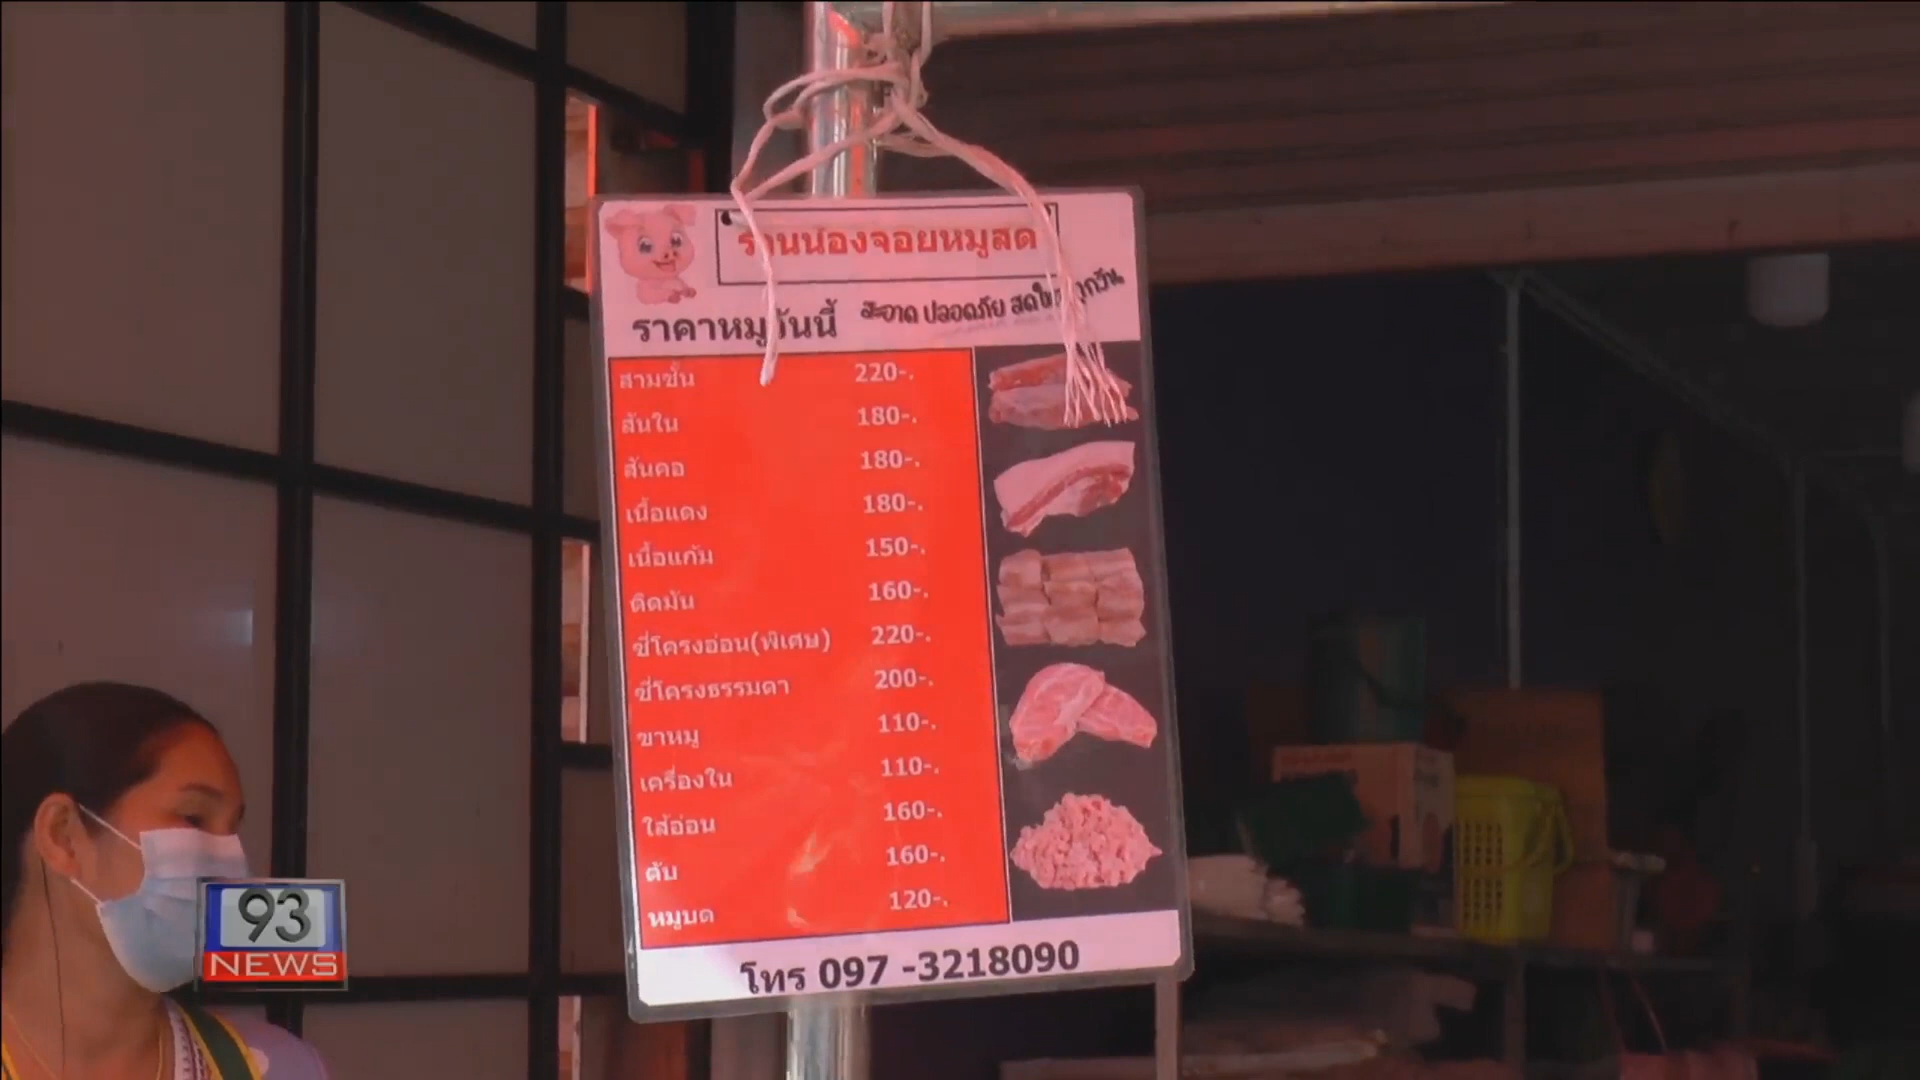 ร้านน้องจอยหมูสด
สะอาด ปลอดภัย สดใหม่ทุกวัน
ราคาหมูวันนี้
สามชั้น 220-.
สันใน 180-.
สันคอ 180-.
เนื้อแดง 180-.
เนื้อแก้ม 150-.
ติดมัน 160-.
ซี่โครงอ่อน(พิเศษ) 220-.
ซี่โครงธรรมดา 200-.
ขาหมู 110-.
เครื่องใน 110-.
ไส้อ่อน 160-.
ตับ 160-.
หมูบด 120-.
โทร 097 -3218090
93
NEWS